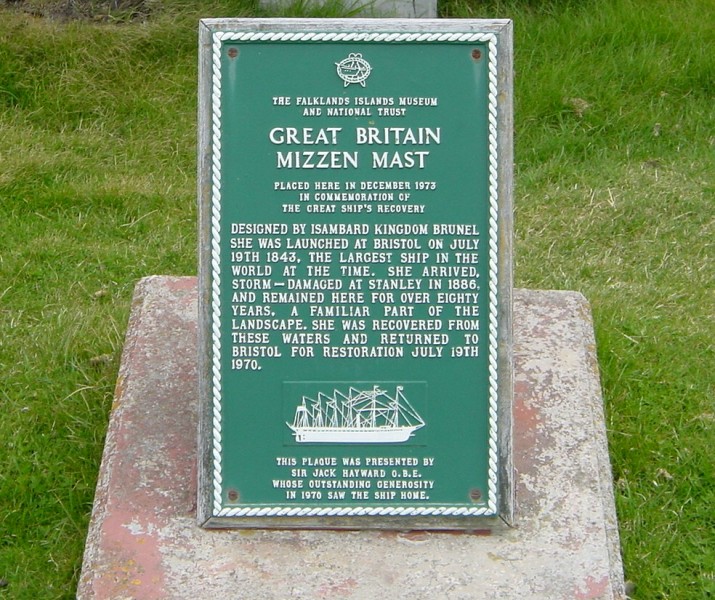 THE FALKLANDS ISLANDS MUSEUM
AND NATIONAL TRUST
GREAT BRITAIN
MIZZEN MAST
PLACED HERE IN DECEMBER 1973
IN COMMEMORATION OF
THE GREAT SHIP'S RECOVERY
DESIGNED BY ISAMBARD KINGDOM BRUNEL
SHE WAS LAUNCHED AT BRISTOL ON JULY
19TH 1843, THE LARGEST SHIP IN THE
WORLD AT THE TIME. SHE ARRIVED,
STORM-DAMAGED AT STANLEY IN 1886,
AND REMAINED HERE FOR OVER EIGHTY
YEARS, A FAMILIAR PART OF THE
LANDSCAPE. SHE WAS RECOVERED FROM
THESE WATERS AND RETURNED TO
BRISTOL FOR RESTORATION JULY 19TH
1970.
THIS PLAQUE WAS PRESENTED BY
SIR JACK HAYWARD O.B.E.
WHOSE OUTSTANDING GENEROSITY
IN 1970 SAW THE SHIP HOME.